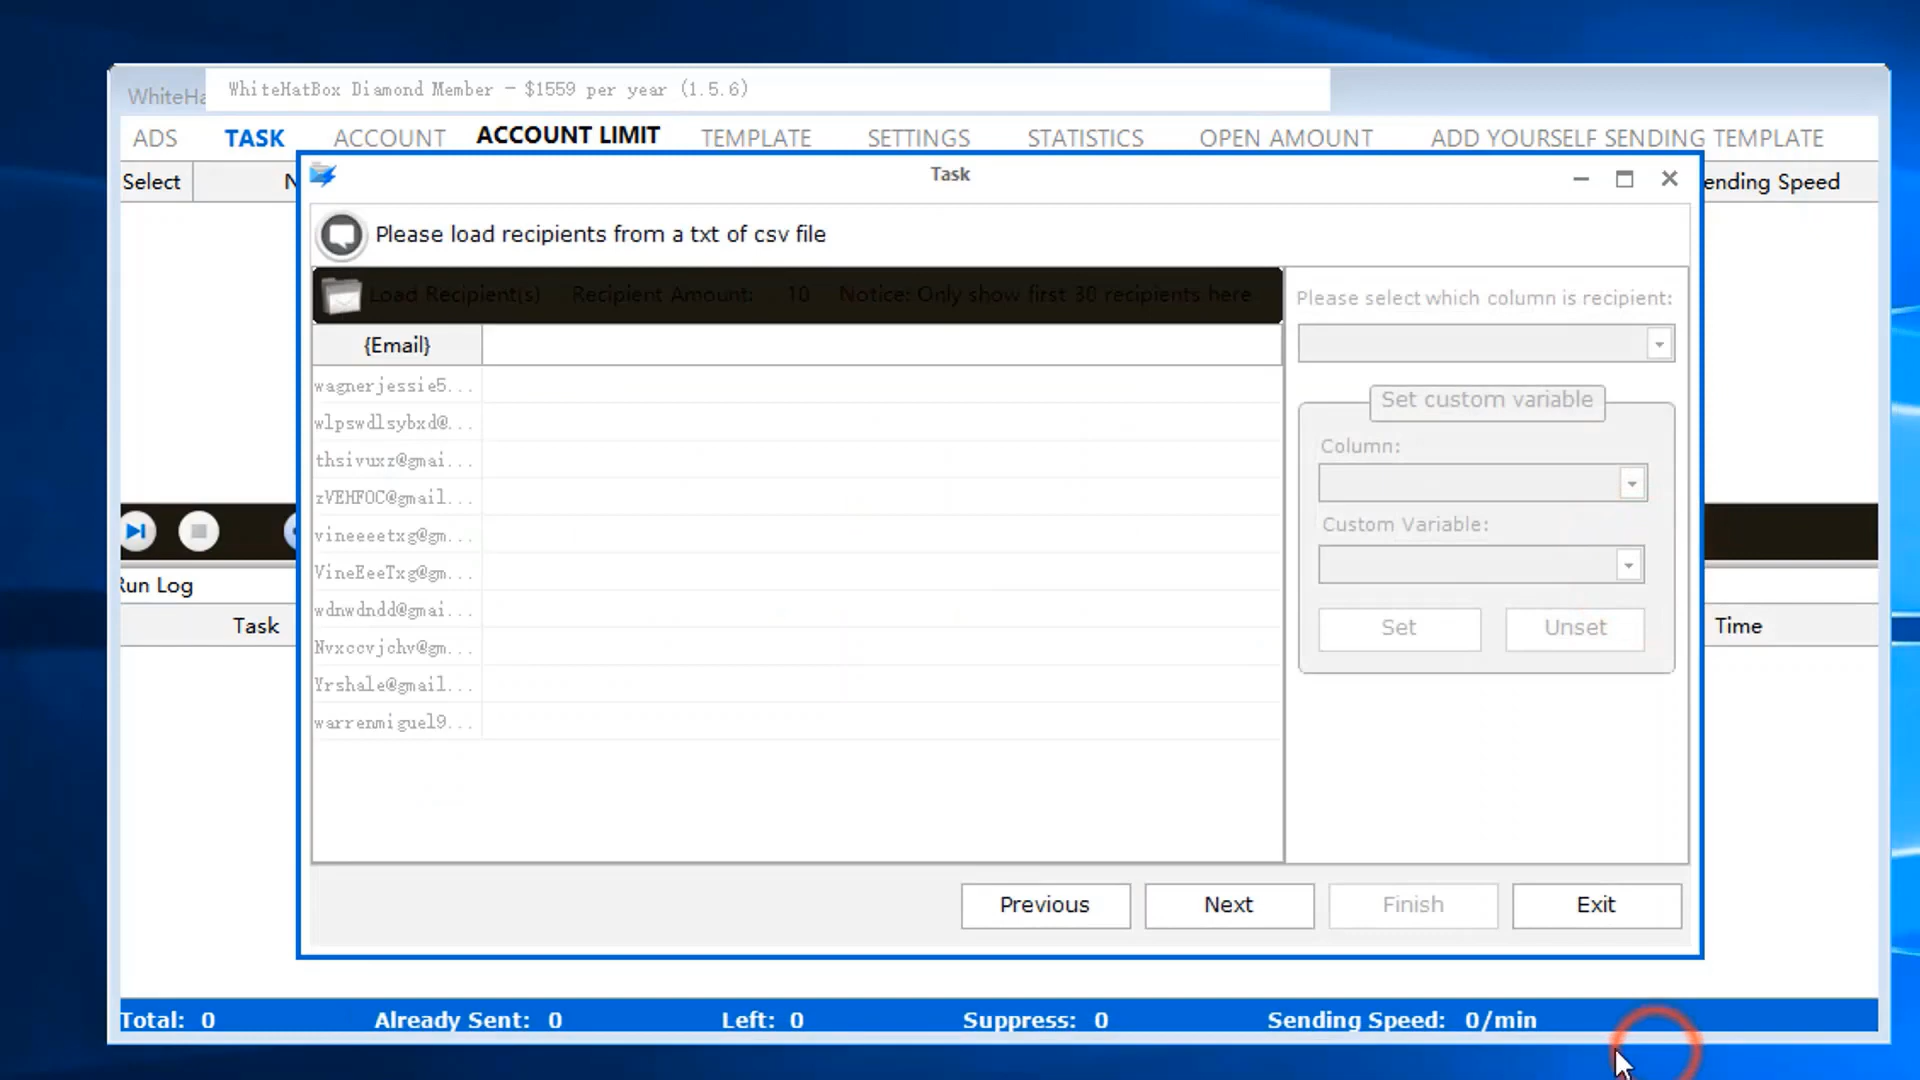 WhiteHa
WhiteHatBox Diamond Member - $1559 per year (1.5.6)
ADS TASK ACCOUNT ACCOUNT LIMIT TEMPLATE SETTINGS STATISTICS OPEN AMOUNT ADD YOURSELF SENDING TEMPLATE
Select N ending Speed
Task
Please load recipients from a txt of csv file
Load Recipient(s) Recipient Amount: 10 Notice: Only show first 30 recipients here
Please select which column is recipient:
{Email}
wagnerjessie5...
wlpswdlsybxd@...
thsivuxz@gmai...
zVEHFOC@gmail...
vineeeetxg@gm...
VineEeeTxg@gm...
wdnwdndd@gmai...
Nvxccvjchv@gm...
Yrshale@gmail...
warrenmiguel9...
Set custom variable
Column:
Custom Variable:
Set Unset
Run Log
Task Time
Previous Next Finish Exit
Total: 0 Already Sent: 0 Left: 0 Suppress: 0 Sending Speed: 0/min